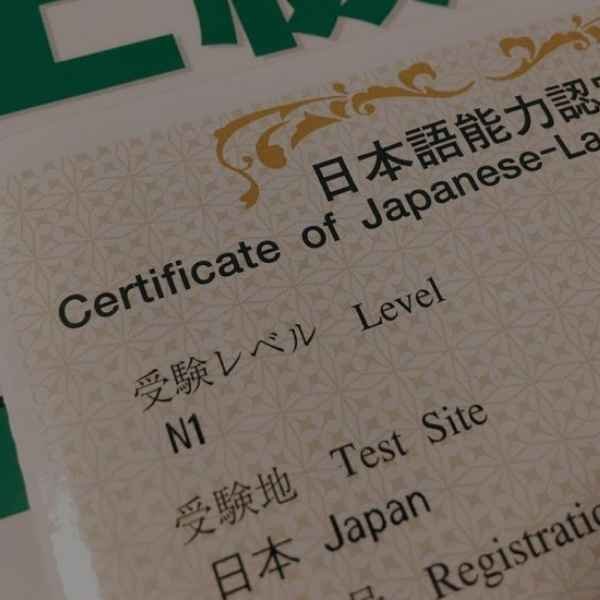 日本語能力認
Certificate of Japanese-La
受験レベル Level
N1
受験地 Test Site
日本 Japan
Registratio